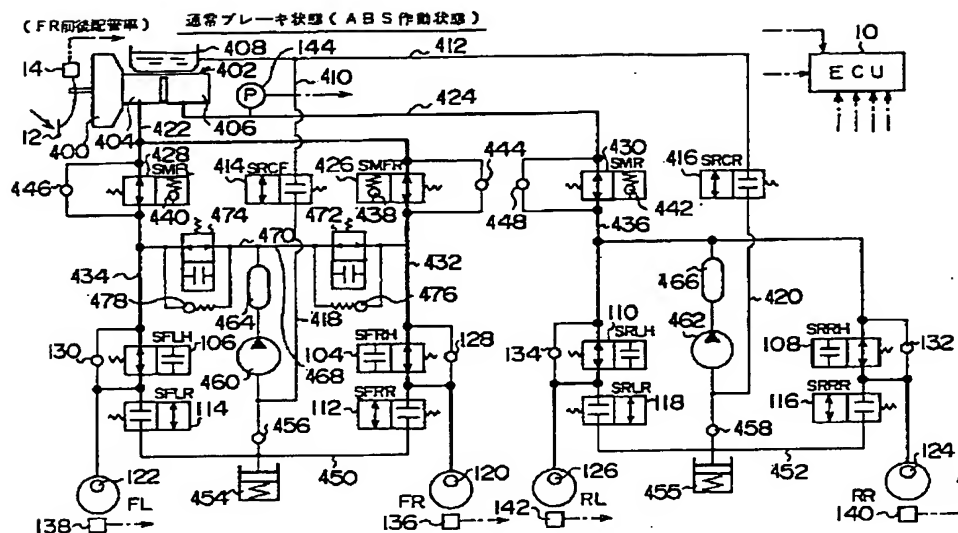 (FR前後配管車) 通常ブレーキ状態(ABS作動状態)
408 144 412 10
14 402 410 ECU
P
424
12 400 404 422 406
428 426 444 430 416 SRCR
SMFL 414 SRCF SMFR SMR
446 448
440 474 472 438 442
436
470
434 432 466
478 476 420
464 418 110 462
106 SFLH SFRH SRLH SRRH
130 104 128 134 108 132
460 468
SFLR SFRR SRLR SRRR
114 112 118 116
456 458
122 450 120 126 452 124
454 455
FL FR RL RR
138 136 142 140